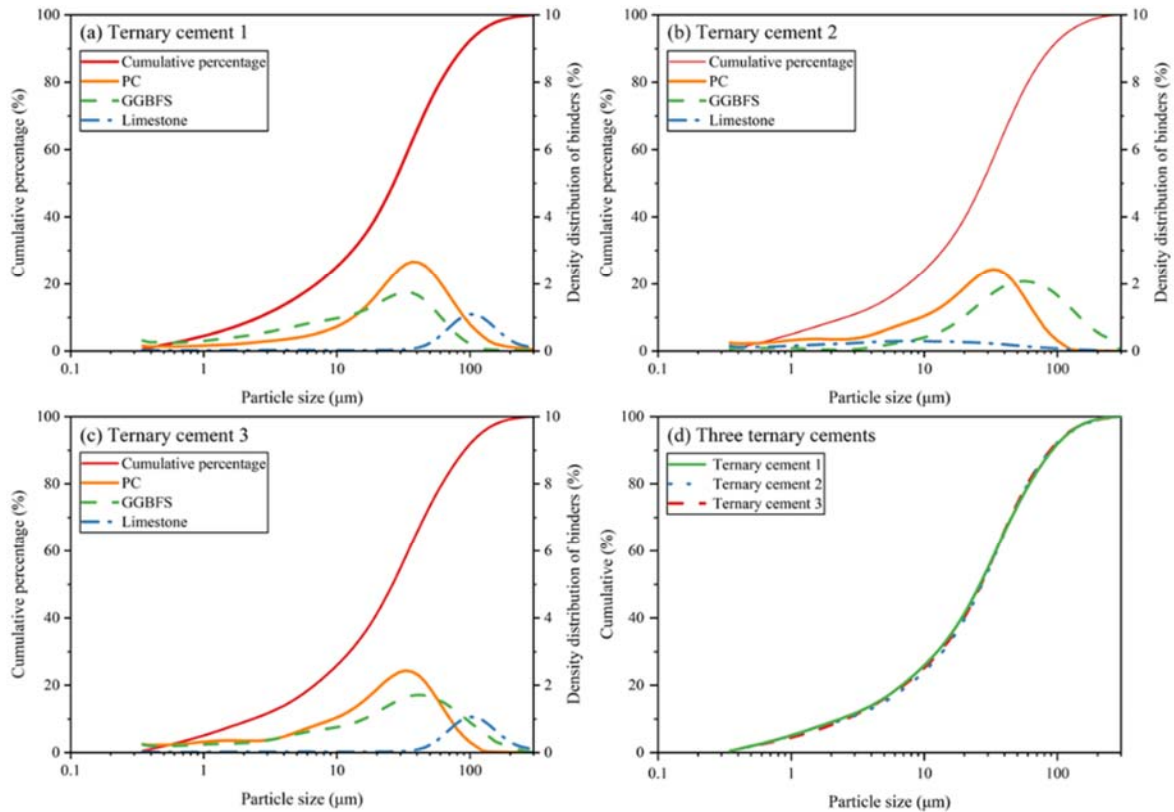 (a) Ternary cement 1
Cumulative percentage
PC
GGBFS
Limestone
Cumulative percentage (%)
0
20
40
60
80
100
Density distribution of binders (%)
0
2
4
6
8
10
0.1
1
10
100
Particle size (μm)
(b) Ternary cement 2
Cumulative percentage
PC
GGBFS
Limestone
Cumulative percentage (%)
0
20
40
60
80
100
Density distribution of binders (%)
0
2
4
6
8
10
0.1
1
10
100
Particle size (μm)
(c) Ternary cement 3
Cumulative percentage
PC
GGBFS
Limestone
Cumulative percentage (%)
0
20
40
60
80
100
Density distribution of binders (%)
0
2
4
6
8
10
0.1
1
10
100
Particle size (μm)
(d) Three ternary cements
Ternary cement 1
Ternary cement 2
Ternary cement 3
Cumulative (%)
0
20
40
60
80
100
0.1
1
10
100
Particle size (μm)